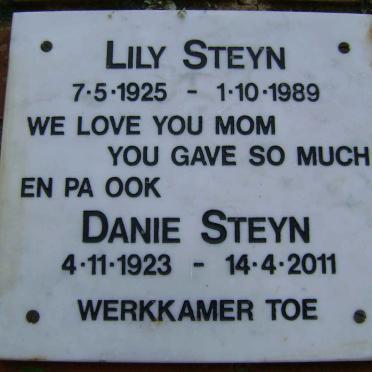 LILY STEYN
7·5·1925 - 1·10·1989
WE LOVE YOU MOM
YOU GAVE SO MUCH
EN PA OOK
DANIE STEYN
4·11·1923 - 14·4·2011
WERKKAMER TOE